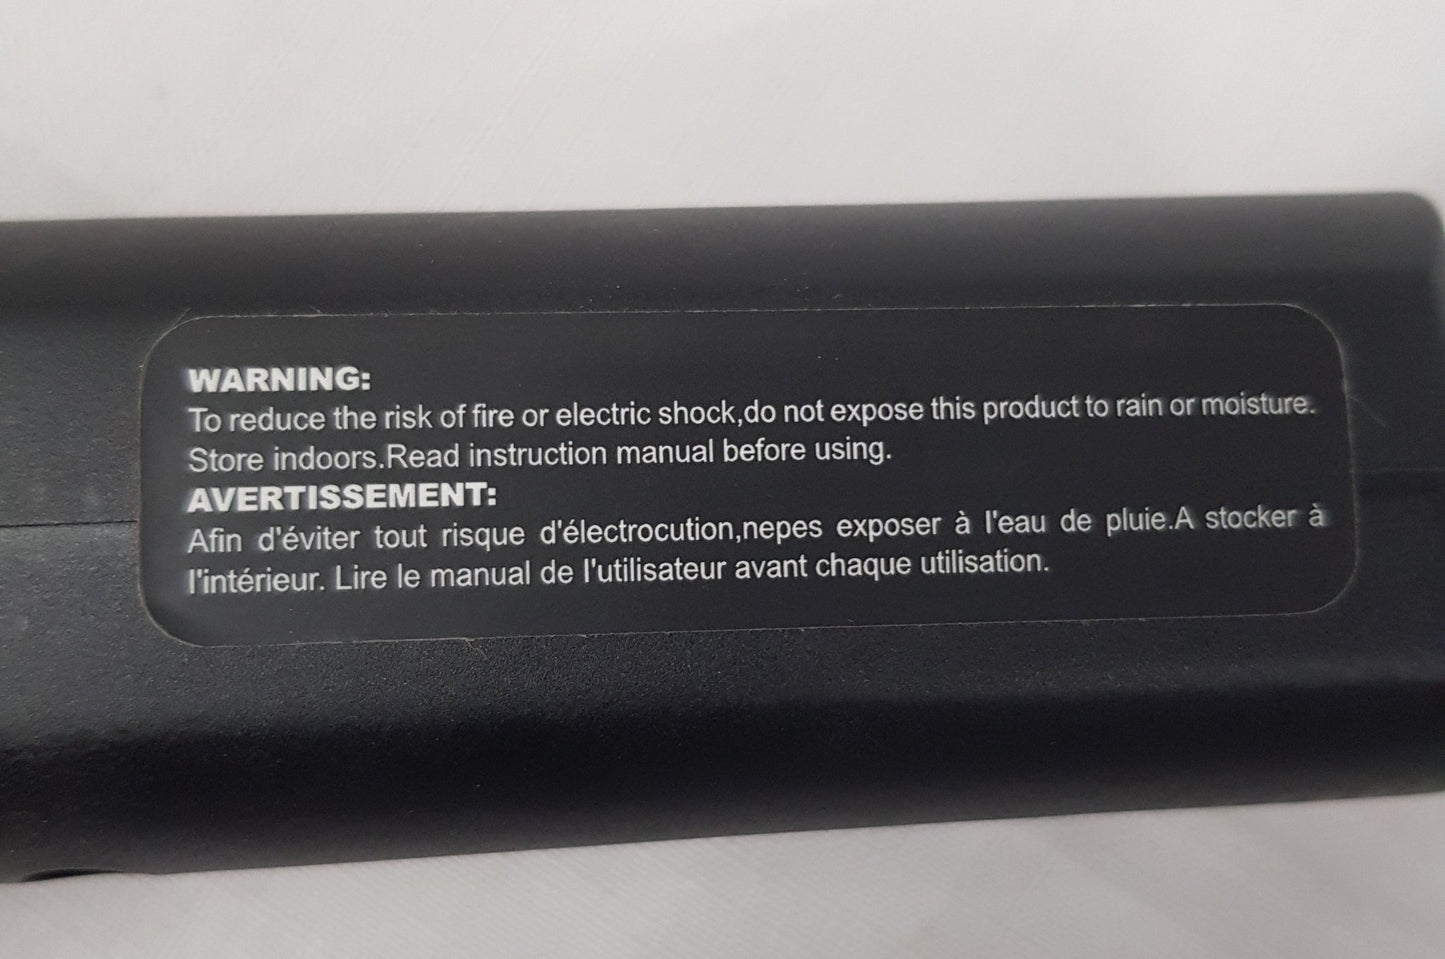 WARNING:
To reduce the risk of fire or electric shock,do not expose this product to rain or moisture.
Store indoors.Read instruction manual before using.
AVERTISSEMENT:
Afin d'éviter tout risque d'électrocution,nepes exposer à l'eau de pluie.A stocker à
l'intérieur. Lire le manual de l'utilisateur avant chaque utilisation.